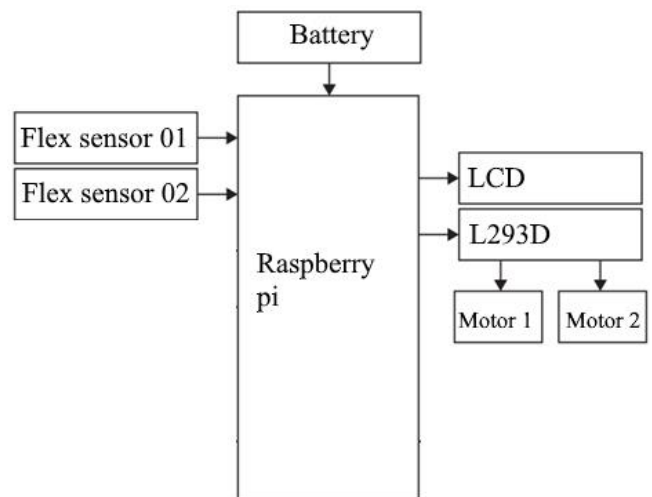 Battery
Flex sensor 01
Flex sensor 02
Raspberry
pi
LCD
L293D
Motor 1
Motor 2